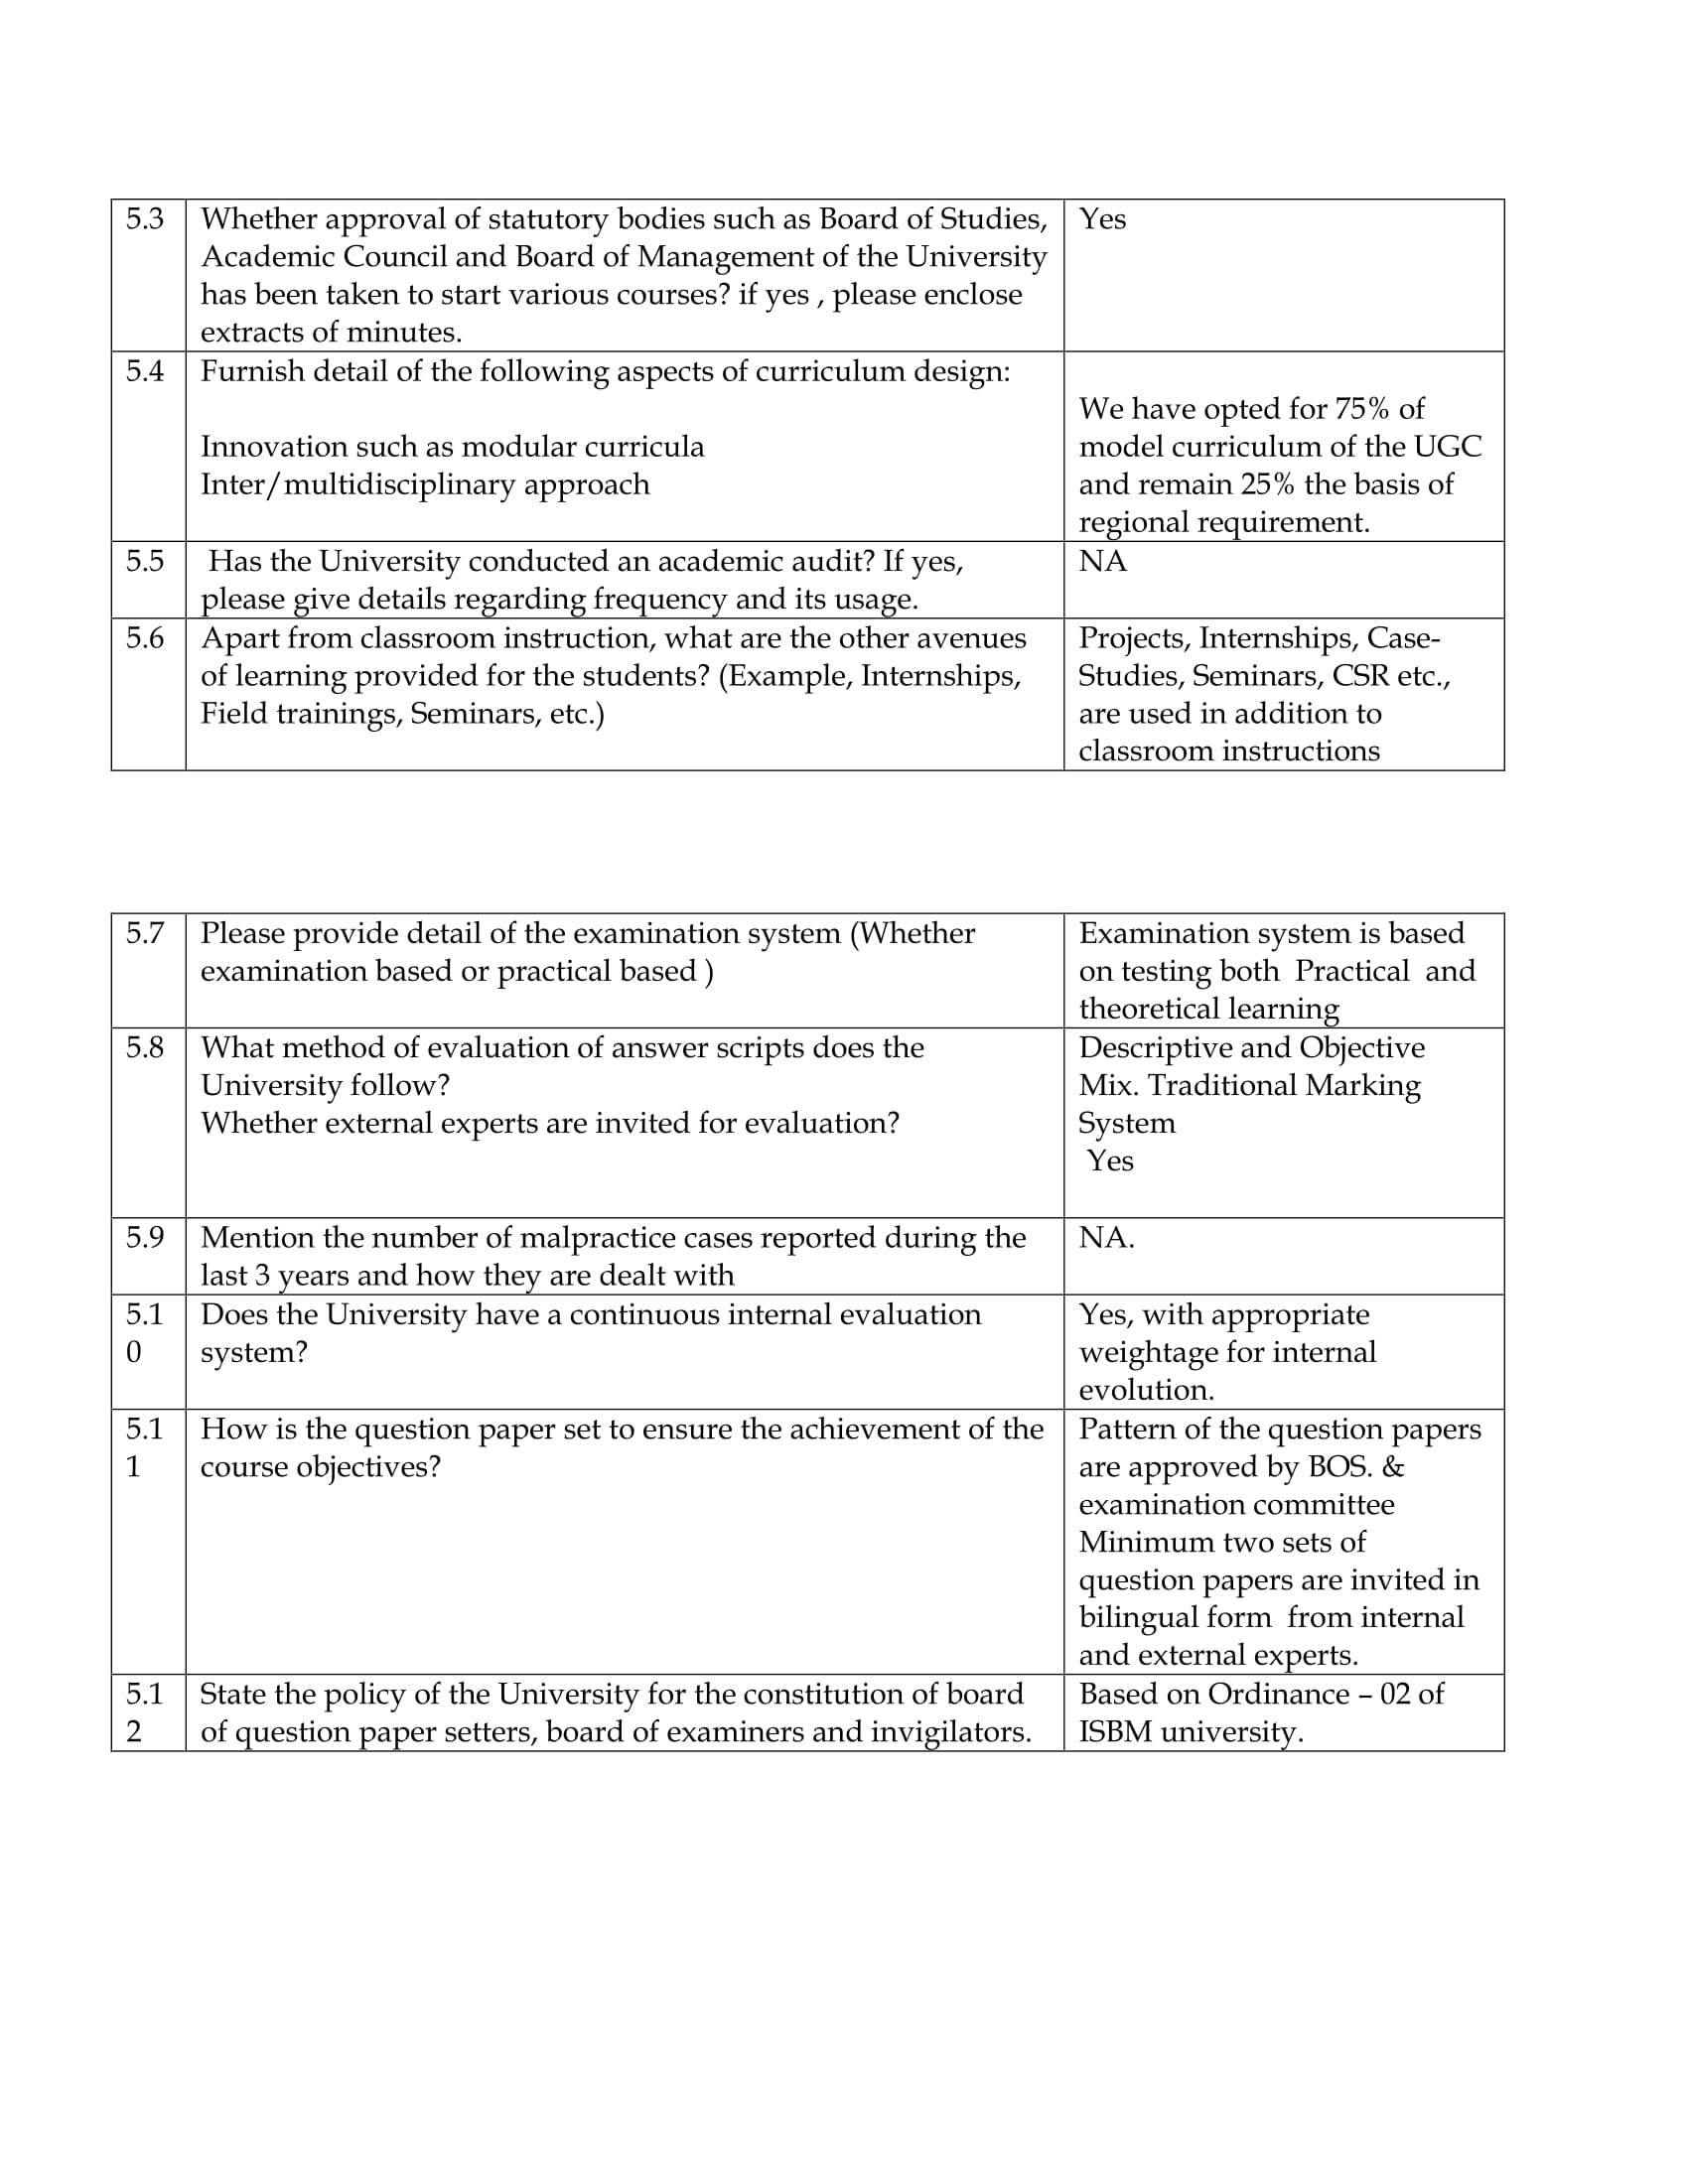 5.3
Whether approval of statutory bodies such as Board of Studies,
Academic Council and Board of Management of the University
has been taken to start various courses? if yes , please enclose
extracts of minutes.
Yes
5.4
Furnish detail of the following aspects of curriculum design:
Innovation such as modular curricula
Inter/multidisciplinary approach
We have opted for 75% of
model curriculum of the UGC
and remain 25% the basis of
regional requirement.
5.5
Has the University conducted an academic audit? If yes,
please give details regarding frequency and its usage.
NA
5.6
Apart from classroom instruction, what are the other avenues
of learning provided for the students? (Example, Internships,
Field trainings, Seminars, etc.)
Projects, Internships, Case-
Studies, Seminars, CSR etc.,
are used in addition to
classroom instructions
5.7
Please provide detail of the examination system (Whether
examination based or practical based )
Examination system is based
on testing both  Practical  and
theoretical learning
5.8
What method of evaluation of answer scripts does the
University follow?
Whether external experts are invited for evaluation?
Descriptive and Objective
Mix. Traditional Marking
System
Yes
5.9
Mention the number of malpractice cases reported during the
last 3 years and how they are dealt with
NA.
5.1
0
Does the University have a continuous internal evaluation
system?
Yes, with appropriate
weightage for internal
evolution.
5.1
1
How is the question paper set to ensure the achievement of the
course objectives?
Pattern of the question papers
are approved by BOS. &
examination committee
Minimum two sets of
question papers are invited in
bilingual form  from internal
and external experts.
5.1
2
State the policy of the University for the constitution of board
of question paper setters, board of examiners and invigilators.
Based on Ordinance – 02 of
ISBM university.